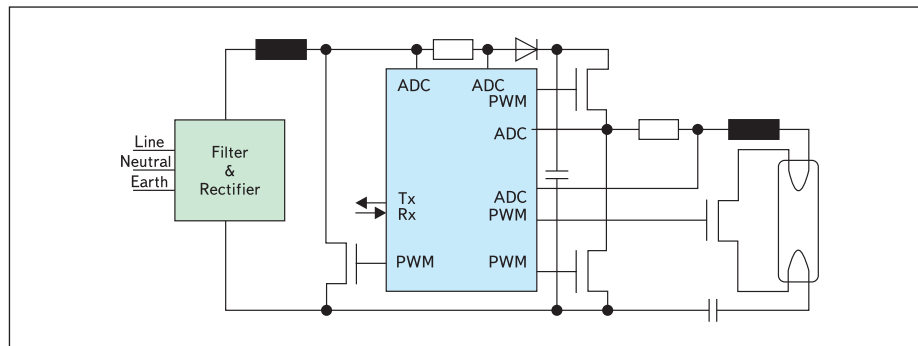 ADC
ADC
PWM
ADC
Line
Neutral
Earth
Filter
&
Rectifier
Tx
Rx
ADC
PWM
PWM
PWM